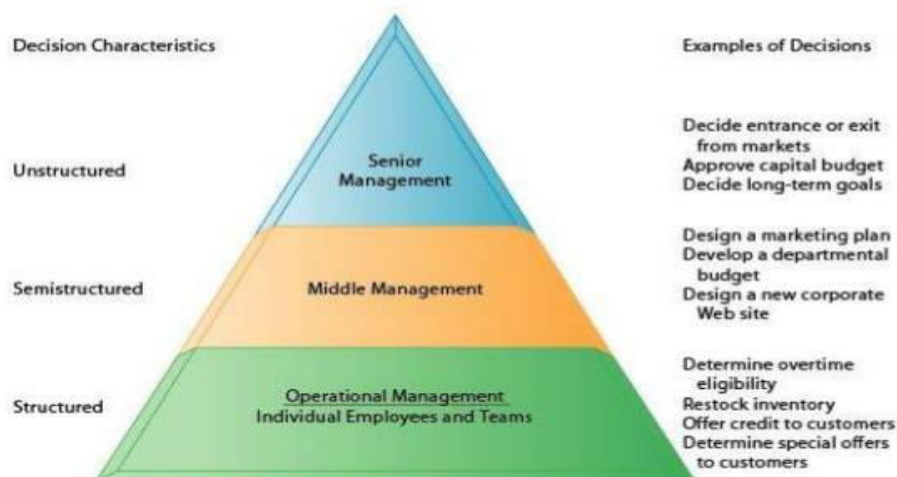 Decision Characteristics
Examples of Decisions
Unstructured
Senior
Management
Decide entrance or exit
from markets
Approve capital budget
Decide long-term goals
Semistructured
Middle Management
Design a marketing plan
Develop a departmental
budget
Design a new corporate
Web site
Structured
Operational Management
Individual Employees and Teams
Determine overtime
eligibility
Restock inventory
Offer credit to customers
Determine special offers
to customers